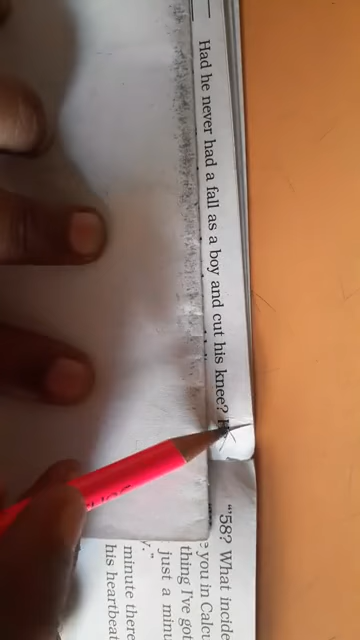 Had he never had a fall as a boy and cut his knee?
"'58? What incide
e you in Calcu
thing I've got
just a minu
."
minute there
his heartbeat